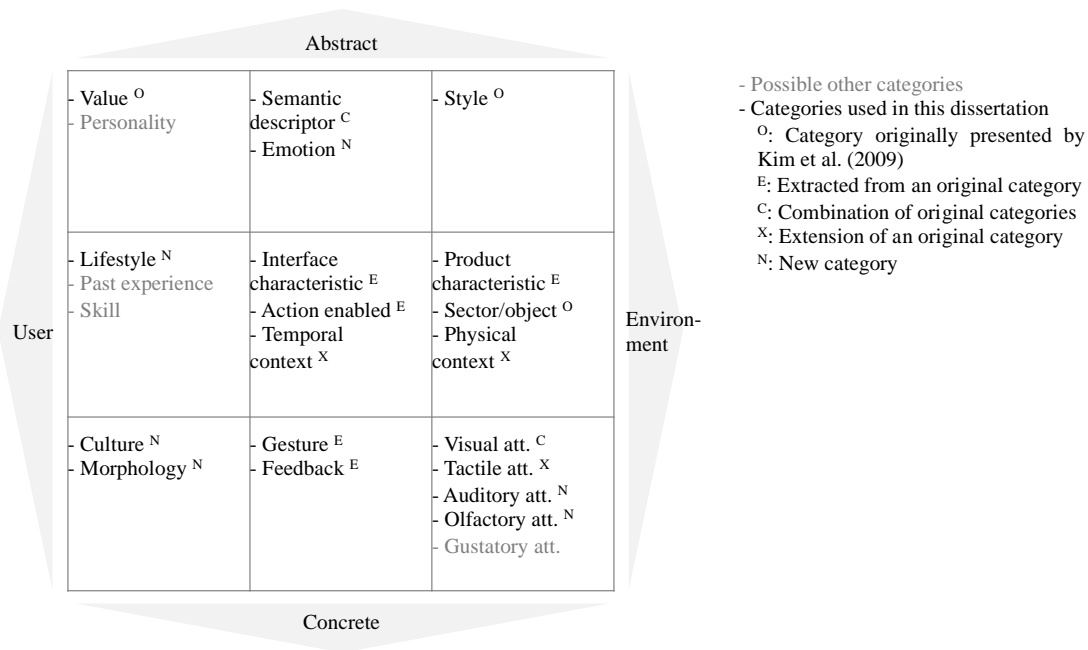 Abstract
- Value O
- Personality
- Semantic
descriptor C
- Emotion N
- Style O
- Lifestyle N
- Past experience
- Skill
- Interface
characteristic E
- Action enabled E
- Temporal
context X
- Product
characteristic E
- Sector/object O
- Physical
context X
User
Environ-
ment
- Culture N
- Morphology N
- Gesture E
- Feedback E
- Visual att. C
- Tactile att. X
- Auditory att. N
- Olfactory att. N
- Gustatory att.
Concrete
- Possible other categories
- Categories used in this dissertation
O: Category originally presented by
Kim et al. (2009)
E: Extracted from an original category
C: Combination of original categories
X: Extension of an original category
N: New category